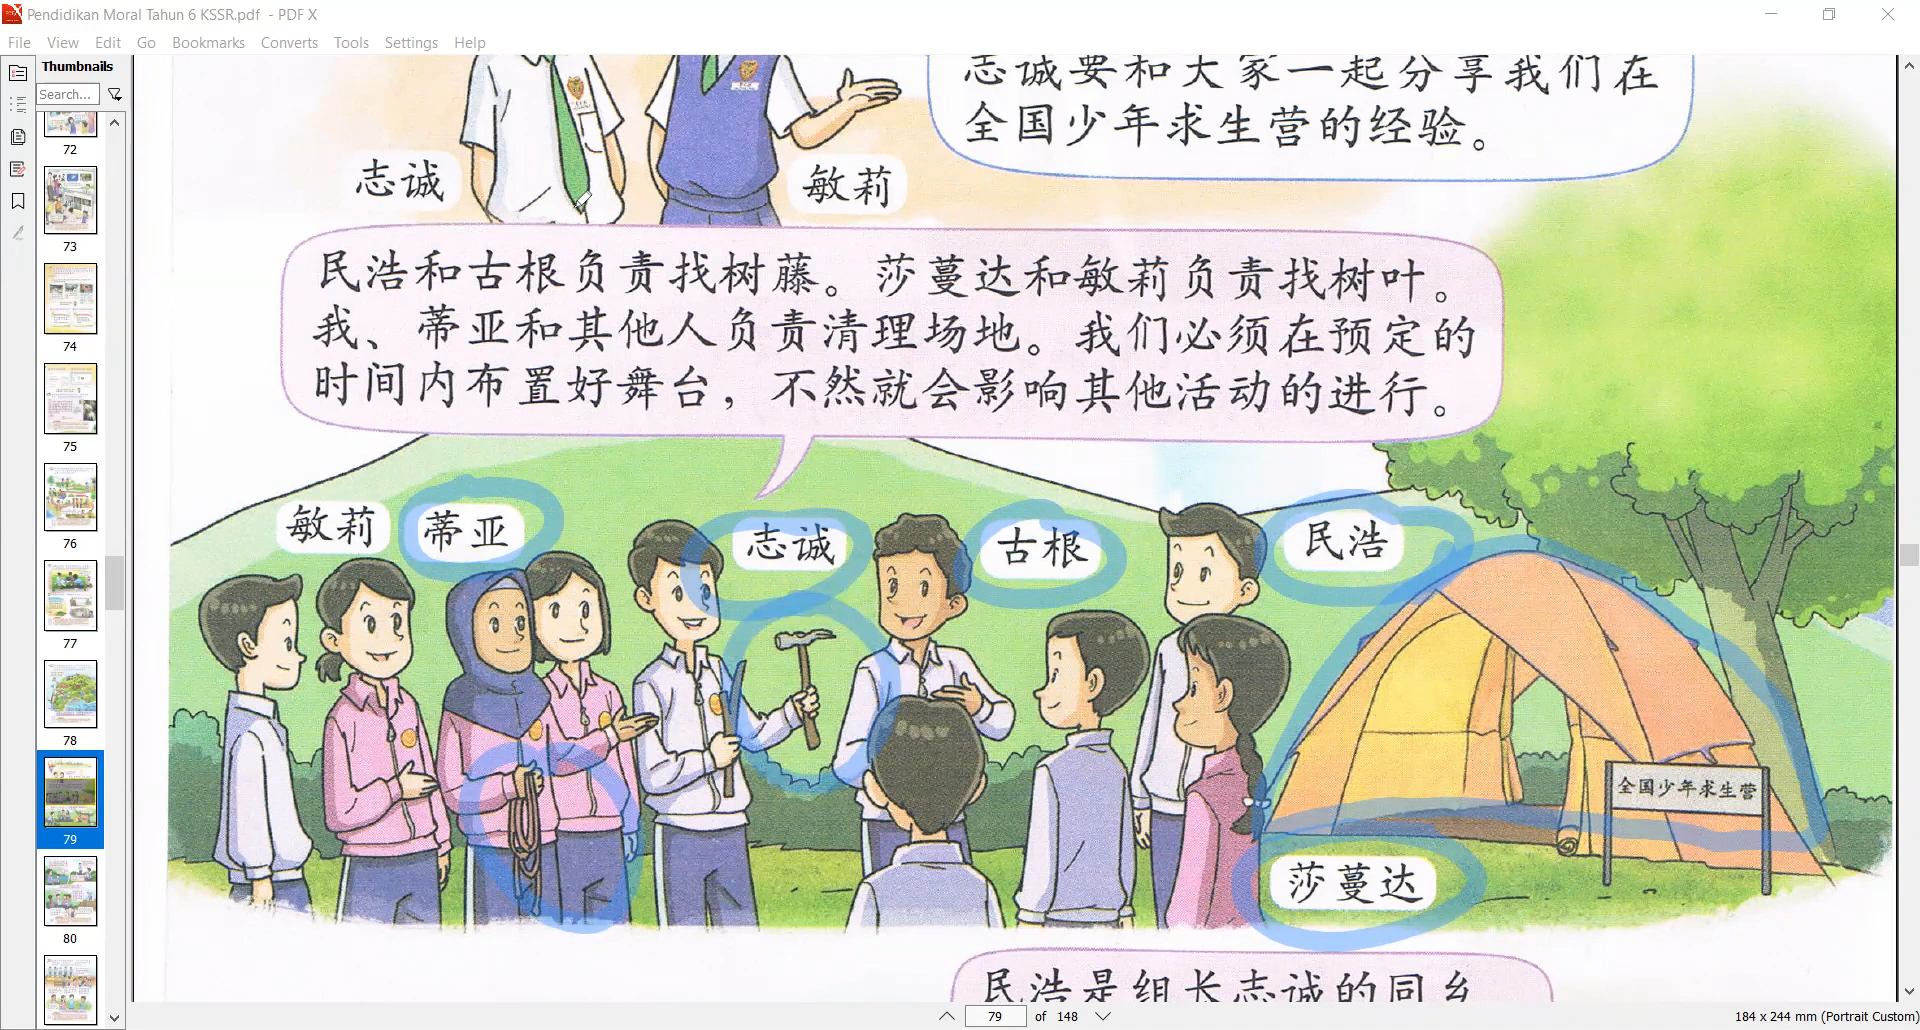 Pendidikan Moral Tahun 6 KSSR.pdf - PDF X
File View Edit Go Bookmarks Converts Tools Settings Help
Thumbnails
Search...
72
73
74
75
76
77
78
79
80
志诚要和大家一起分享我们在
全国少年求生营的经验。
志诚
敏莉
民浩和古根负责找树藤。莎蔓达和敏莉负责找树叶。
我、蒂亚和其他人负责清理场地。我们必须在预定的
时间内布置好舞台，不然就会影响其他活动的进行。
敏莉
蒂亚
志诚
古根
民浩
全国少年求生营
莎蔓达
民浩是组长志诚的同乡
79 of 148
184 x 244 mm (Portrait Custom)